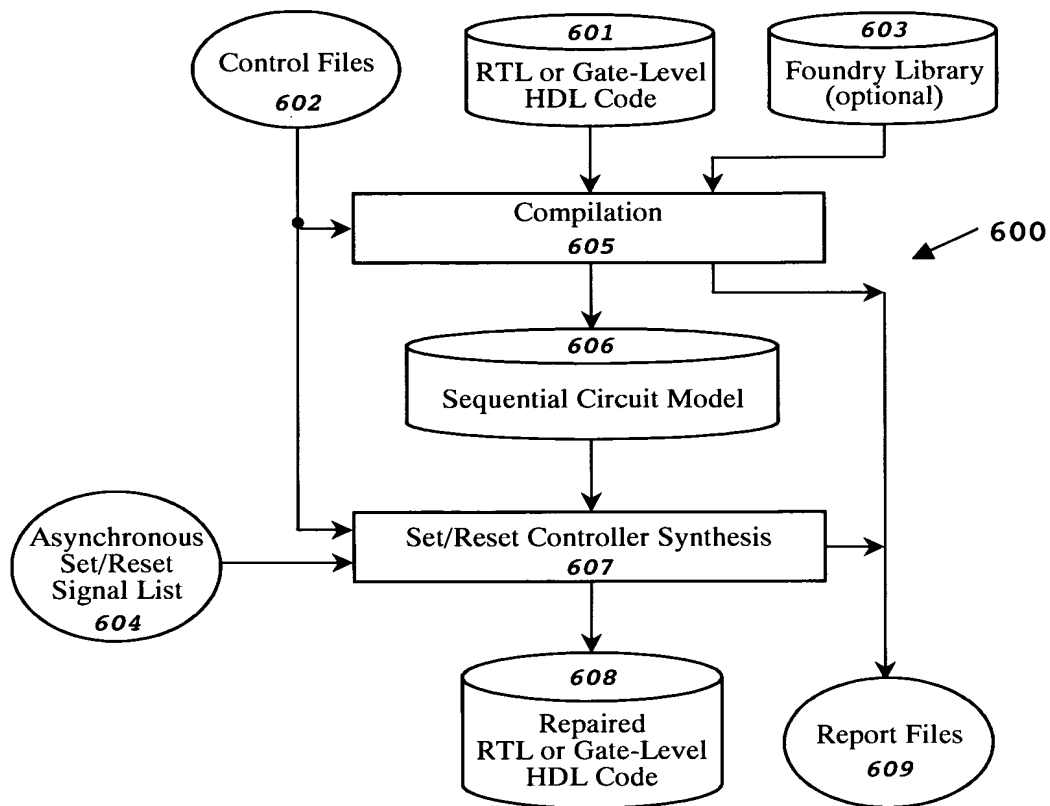 Control Files
602
601
RTL or Gate-Level
HDL Code
603
Foundry Library
(optional)
Compilation
605
600
606
Sequential Circuit Model
Asynchronous
Set/Reset
Signal List
604
Set/Reset Controller Synthesis
607
608
Repaired
RTL or Gate-Level
HDL Code
Report Files
609